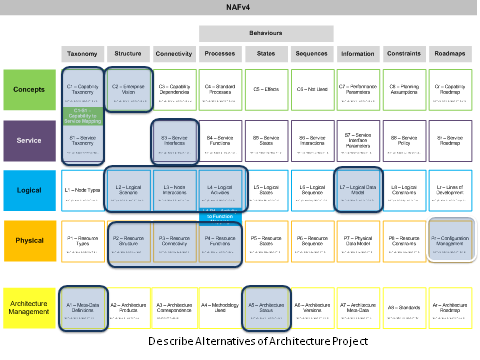 NAFv4
Behaviours
Taxonomy Structure Connectivity Processes States Sequences Information Constraints Roadmaps
Concepts
C1 – Capability Taxonomy
C2 – Enterprise Vision
C3 – Capability Dependencies
C4 – Standard Processes
C5 – Effects
C6 – Not Used
C7 – Performance Parameters
C8 – Planning Assumptions
Cr – Capability Roadmap
Capability to Service Mapping
Service
S1 – Service Taxonomy
S3 – Service Interfaces
S4 – Service Functions
S5 – Service States
S6 – Service Interactions
S7 – Service Interface Parameters
S8 – Service Policy
Sr – Service Roadmap
Logical
L1 – Node Types
L2 – Logical Scenario
L3 – Node Interactions
L4 – Logical Activities
L5 – Logical States
L6 – Logical Sequence
L7 – Logical Data Model
L8 – Logical Constraints
Lr – Lines of Development
to Function
Physical
P1 – Resource Types
P2 – Resource Structure
P3 – Resource Connectivity
P4 – Resource Functions
P5 – Resource States
P6 – Resource Sequence
P7 – Physical Data Model
P8 – Resource Constraints
Pr – Configuration Management
Architecture Management
A1 – Meta-Data Definitions
A2 – Architecture Products
A3 – Architecture Correspondence
A4 – Methodology Used
A5 – Architecture Status
A6 – Architecture Versions
A7 – Architecture Meta-Data
A8 – Standards
Ar – Architecture Roadmap
Describe Alternatives of Architecture Project